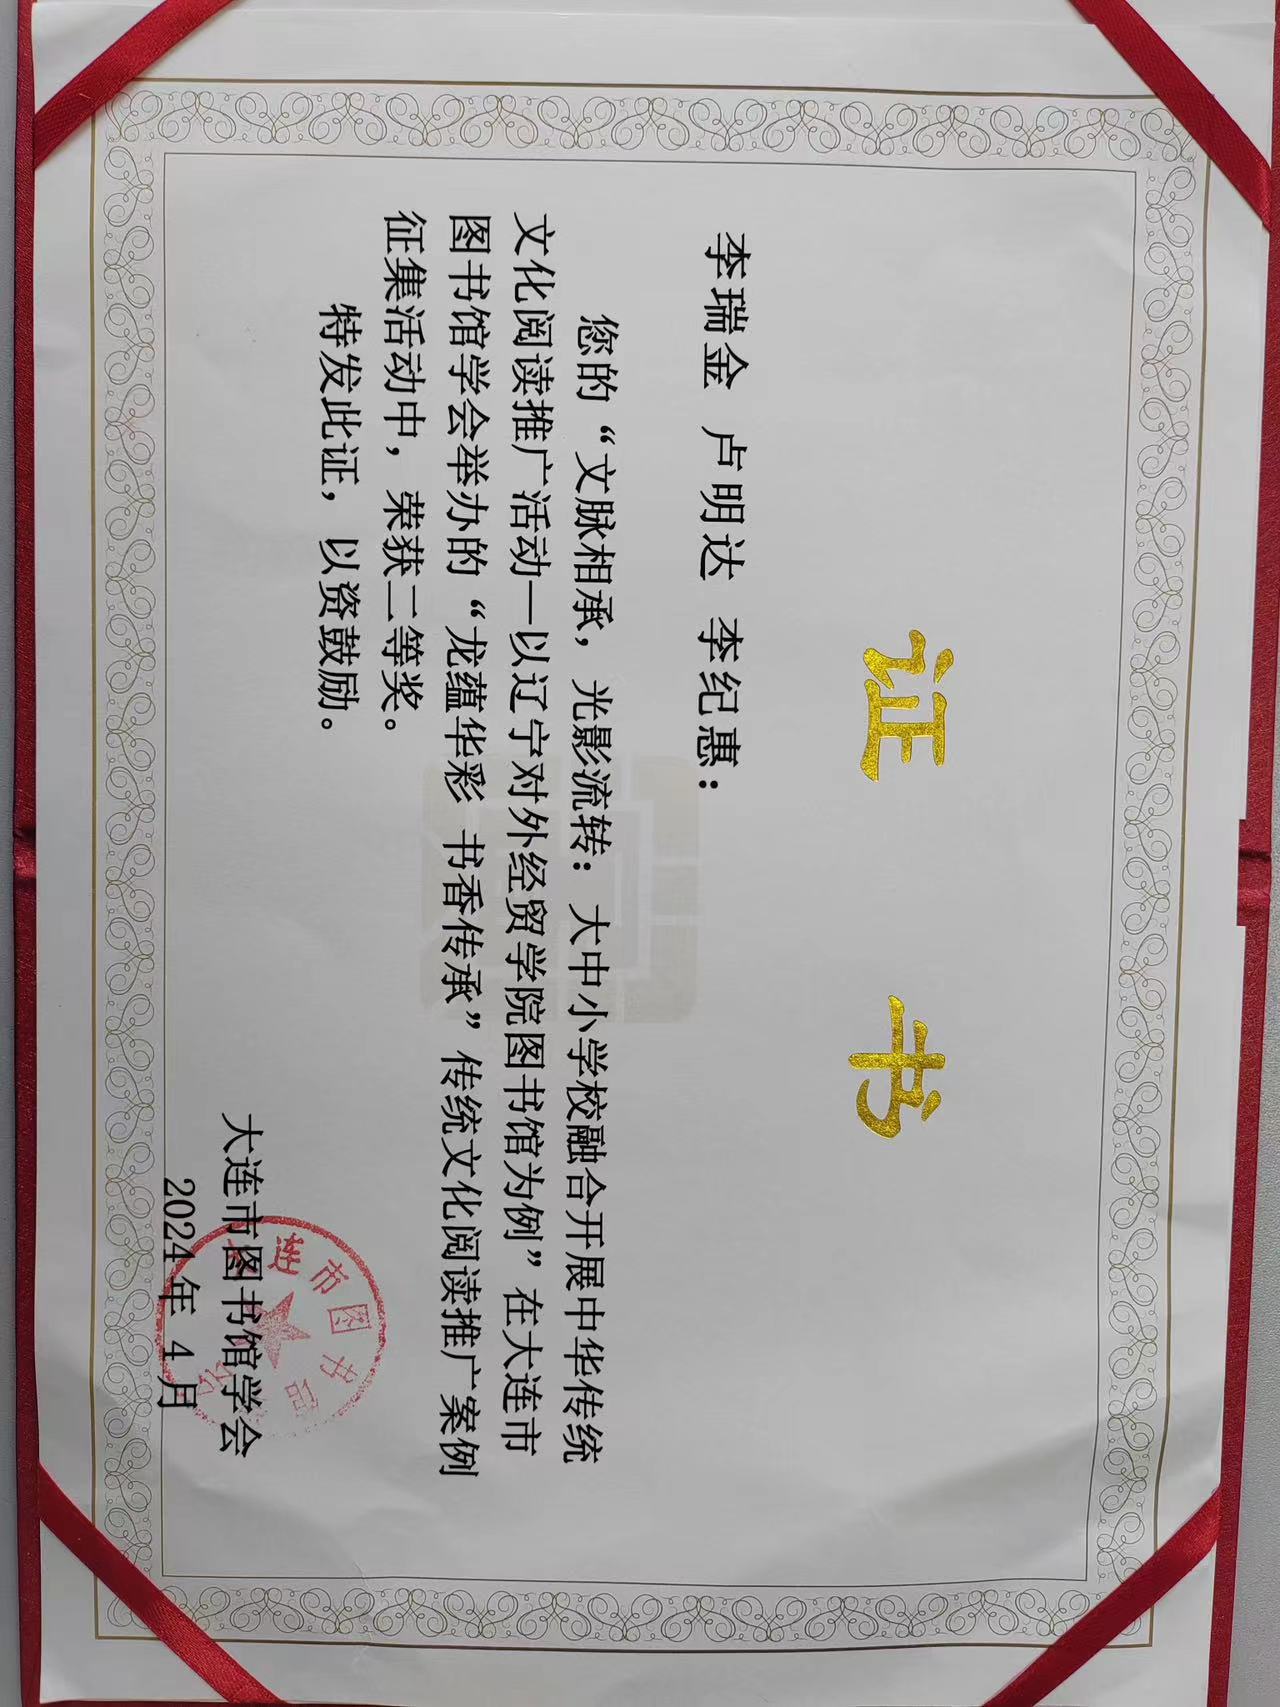 证 书
李瑞金 卢明达 李纪惠：
您的“文脉相承，光影流转：大中小学校融合开展中华传统
文化阅读推广活动—以辽宁对外经贸学院图书馆为例”在大连市
图书馆学会举办的“龙蕴华彩 书香传承”传统文化阅读推广案例
征集活动中，荣获二等奖。
特发此证，以资鼓励。
大连市图书馆学会
2024年 4月